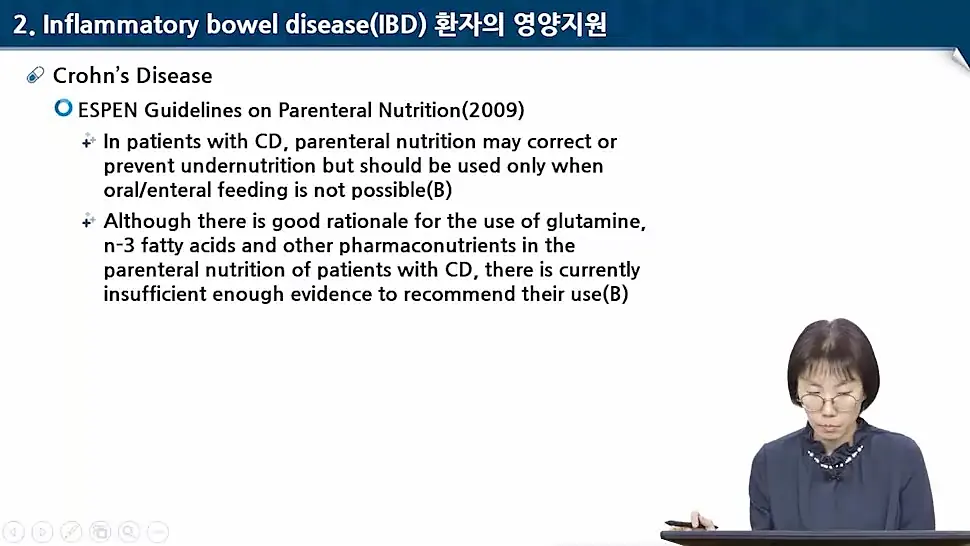 2. Inflammatory bowel disease(IBD) 환자의 영양지원
Crohn's Disease
ESPEN Guidelines on Parenteral Nutrition(2009)
In patients with CD, parenteral nutrition may correct or
prevent undernutrition but should be used only when
oral/enteral feeding is not possible(B)
Although there is good rationale for the use of glutamine,
n-3 fatty acids and other pharmaconutrients in the
parenteral nutrition of patients with CD, there is currently
insufficient enough evidence to recommend their use(B)